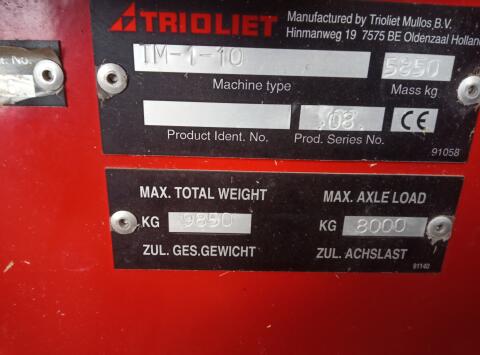 TRIOLIET
Manufactured by Trioliet Mullos B.V.
Hinmanweg 19 7575 BE Oldenzaal Holland
TM-1-10 5850
Machine type Mass kg
03 CE
Product Ident. No. Prod. Series No.
91058
No.
MAX. TOTAL WEIGHT MAX. AXLE LOAD
KG 9850 KG 8000
ZUL. GES.GEWICHT ZUL. ACHSLAST
91140